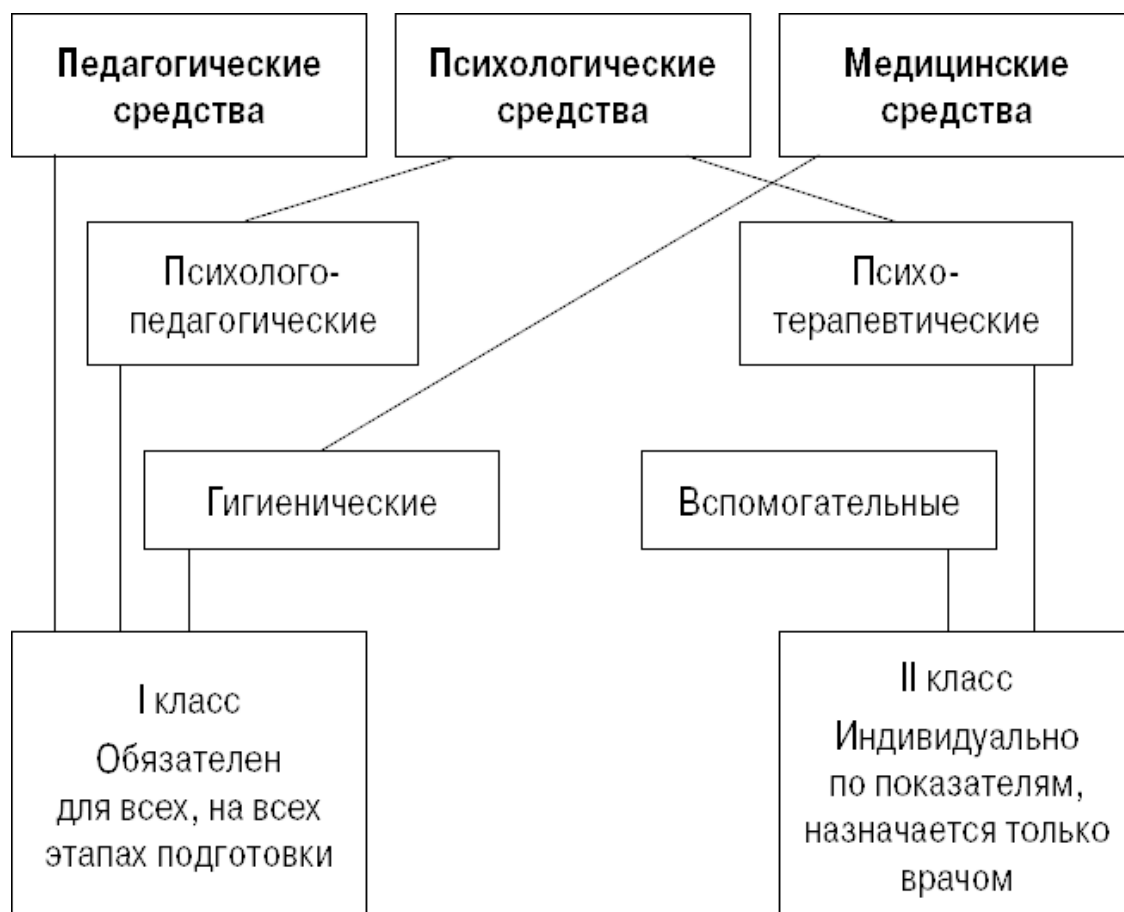 Педагогические
средства
Психологические
средства
Медицинские
средства
Психолого-
педагогические
Психо-
терапевтические
Гигиенические
Вспомогательные
I класс
Обязателен
для всех, на всех
этапах подготовки
II класс
Индивидуально
по показателям,
назначается только
врачом